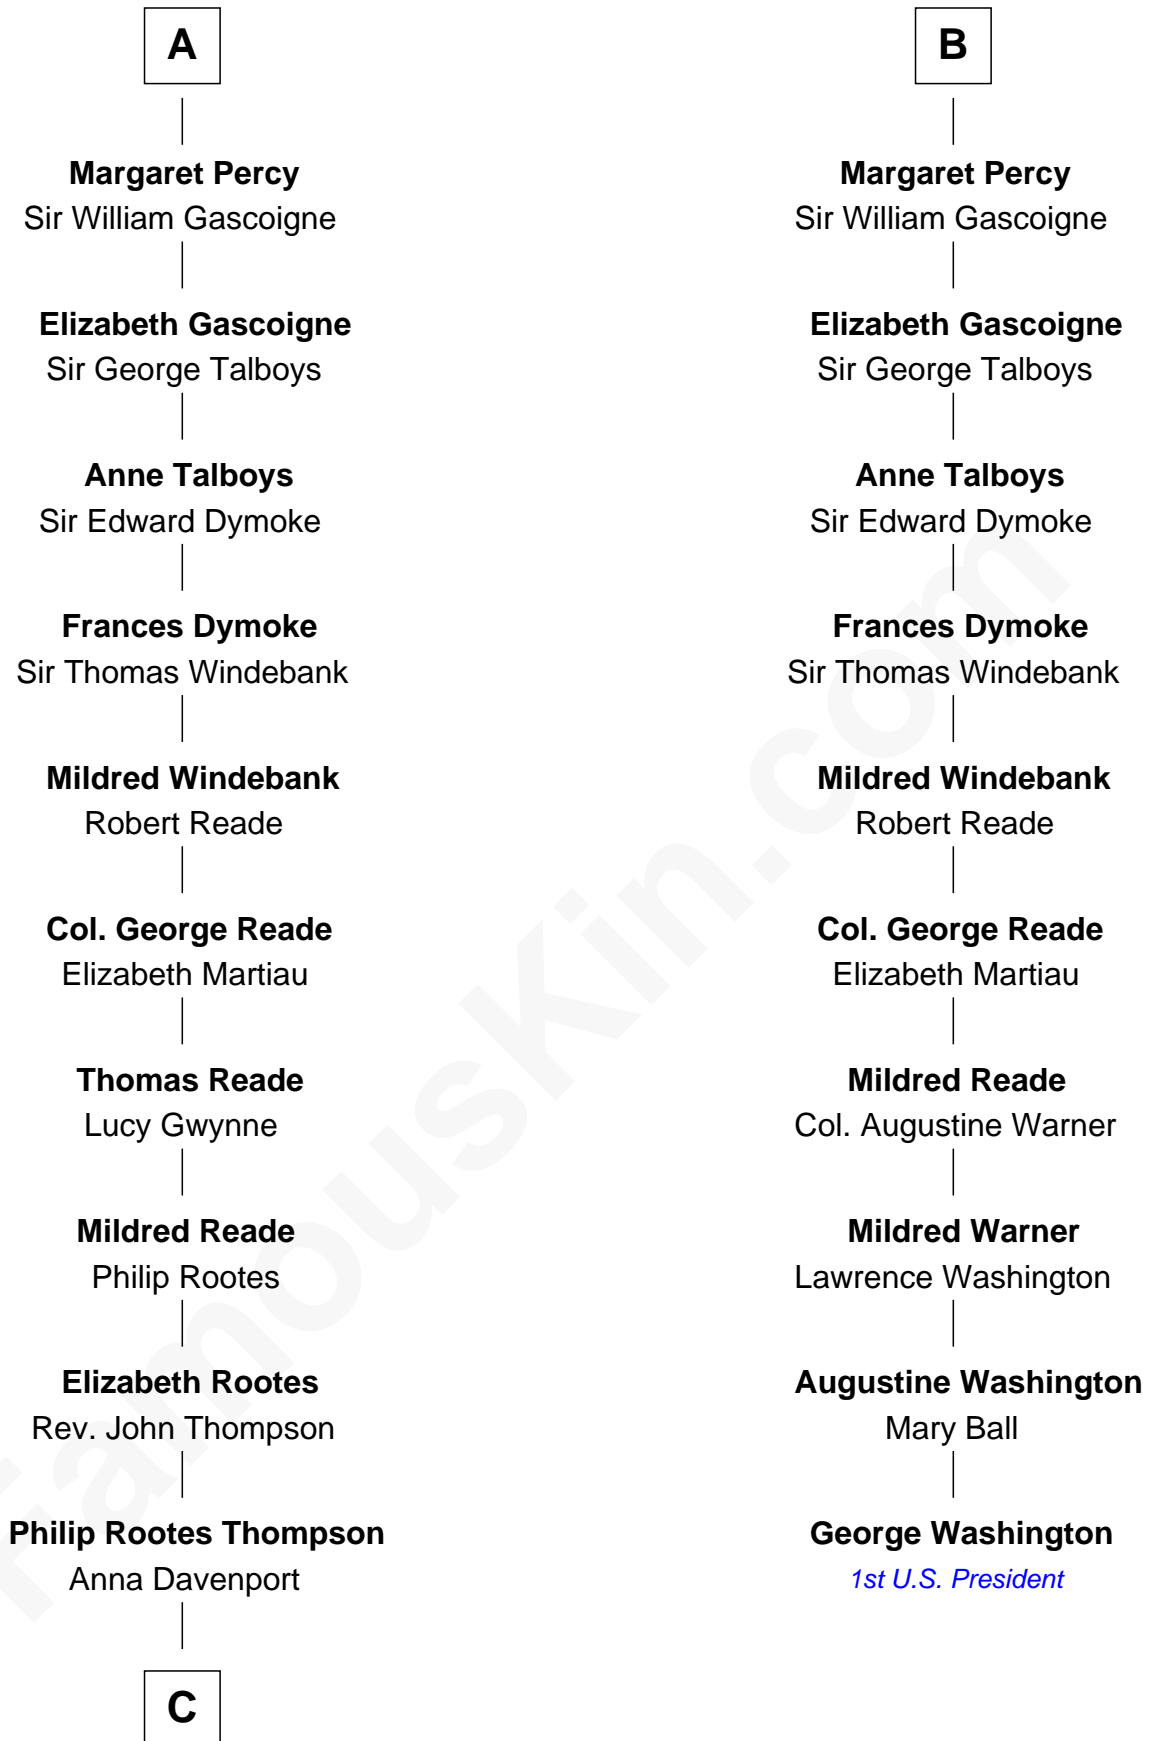 A
Margaret Percy
Sir William Gascoigne
Elizabeth Gascoigne
Sir George Talboys
Anne Talboys
Sir Edward Dymoke
Frances Dymoke
Sir Thomas Windebank
Mildred Windebank
Robert Reade
Col. George Reade
Elizabeth Martiau
Thomas Reade
Lucy Gwynne
Mildred Reade
Philip Rootes
Elizabeth Rootes
Rev. John Thompson
Philip Rootes Thompson
Anna Davenport
C
B
Margaret Percy
Sir William Gascoigne
Elizabeth Gascoigne
Sir George Talboys
Anne Talboys
Sir Edward Dymoke
Frances Dymoke
Sir Thomas Windebank
Mildred Windebank
Robert Reade
Col. George Reade
Elizabeth Martiau
Mildred Reade
Col. Augustine Warner
Mildred Warner
Lawrence Washington
Augustine Washington
Mary Ball
George Washington
1st U.S. President
FamousKin.com